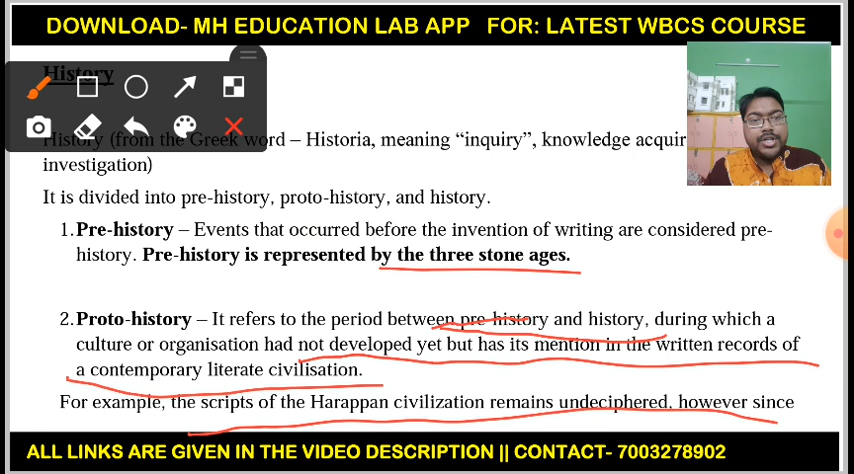 DOWNLOAD- MH EDUCATION LAB APP FOR: LATEST WBCS COURSE
History
History (from the Greek word – Historia, meaning “inquiry”, knowledge acquir
investigation)
It is divided into pre-history, proto-history, and history.
1. Pre-history – Events that occurred before the invention of writing are considered pre-
history. Pre-history is represented by the three stone ages.
2. Proto-history – It refers to the period between pre-history and history, during which a
culture or organisation had not developed yet but has its mention in the written records of
a contemporary literate civilisation.
For example, the scripts of the Harappan civilization remains undeciphered, however since
ALL LINKS ARE GIVEN IN THE VIDEO DESCRIPTION || CONTACT- 7003278902